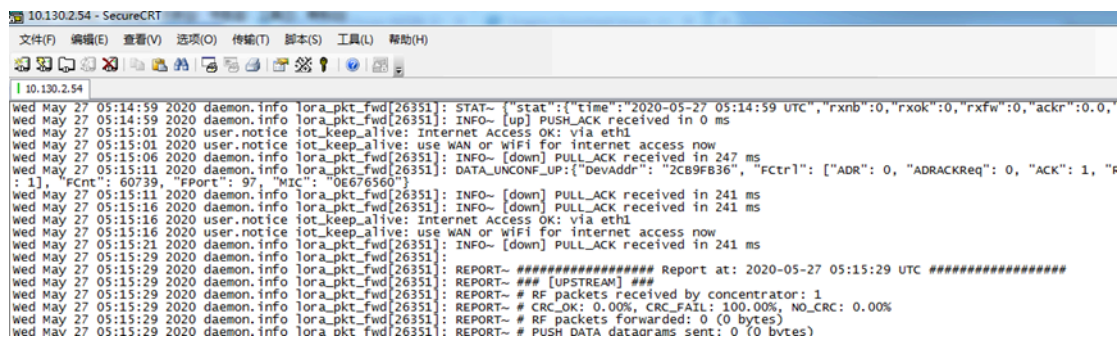 10.130.2.54 - SecureCRT
文件(F) 编辑(E) 查看(V) 选项(O) 传输(T) 脚本(S) 工具(L) 帮助(H)
10.130.2.54
Wed May 27 05:14:59 2020 daemon.info lora_pkt_fwd[26351]: STAT~ {"stat":{"time":"2020-05-27 05:14:59 UTC","rxnb":0,"rxok":0,"rxfw":0,"ackr":0.0,"
Wed May 27 05:14:59 2020 daemon.info lora_pkt_fwd[26351]: INFO~ [up] PUSH_ACK received in 0 ms
Wed May 27 05:15:01 2020 user.notice iot_keep_alive: Internet Access OK: via eth1
Wed May 27 05:15:01 2020 user.notice iot_keep_alive: use WAN or WiFi for internet access now
Wed May 27 05:15:06 2020 daemon.info lora_pkt_fwd[26351]: INFO~ [down] PULL_ACK received in 247 ms
Wed May 27 05:15:11 2020 daemon.info lora_pkt_fwd[26351]: DATA_UNCONF_UP:{"DevAddr": "2CB9FB36", "FCtrl": ["ADR": 0, "ADRACKReq": 0, "ACK": 1, "F
: 1], "FCnt": 60739, "FPort": 97, "MIC": "0E676560"}
Wed May 27 05:15:11 2020 daemon.info lora_pkt_fwd[26351]: INFO~ [down] PULL_ACK received in 241 ms
Wed May 27 05:15:16 2020 daemon.info lora_pkt_fwd[26351]: INFO~ [down] PULL_ACK received in 241 ms
Wed May 27 05:15:16 2020 user.notice iot_keep_alive: Internet Access OK: via eth1
Wed May 27 05:15:16 2020 user.notice iot_keep_alive: use WAN or WiFi for internet access now
Wed May 27 05:15:21 2020 daemon.info lora_pkt_fwd[26351]: INFO~ [down] PULL_ACK received in 241 ms
Wed May 27 05:15:29 2020 daemon.info lora_pkt_fwd[26351]:
Wed May 27 05:15:29 2020 daemon.info lora_pkt_fwd[26351]: REPORT~ ################## Report at: 2020-05-27 05:15:29 UTC ##################
Wed May 27 05:15:29 2020 daemon.info lora_pkt_fwd[26351]: REPORT~ ### [UPSTREAM] ###
Wed May 27 05:15:29 2020 daemon.info lora_pkt_fwd[26351]: REPORT~ # RF packets received by concentrator: 1
Wed May 27 05:15:29 2020 daemon.info lora_pkt_fwd[26351]: REPORT~ # CRC_OK: 0.00%, CRC_FAIL: 100.00%, NO_CRC: 0.00%
Wed May 27 05:15:29 2020 daemon.info lora_pkt_fwd[26351]: REPORT~ # RF packets forwarded: 0 (0 bytes)
Wed May 27 05:15:29 2020 daemon.info lora_pkt_fwd[26351]: REPORT~ # PUSH_DATA datagrams sent: 0 (0 bytes)